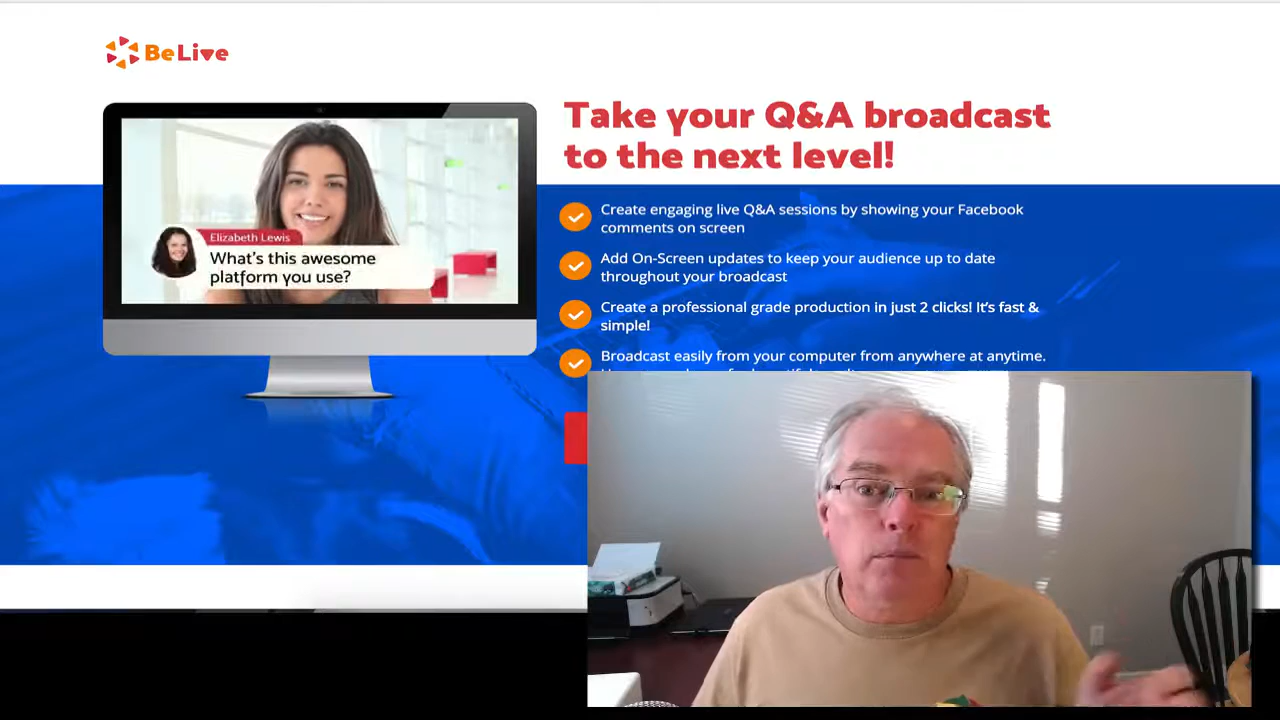 BeLive
Take your Q&A broadcast
to the next level!
Elizabeth Lewis
What's this awesome
platform you use?
Create engaging live Q&A sessions by showing your Facebook
comments on screen
Add On-Screen updates to keep your audience up to date
throughout your broadcast
Create a professional grade production in just 2 clicks! It's fast &
simple!
Broadcast easily from your computer from anywhere at anytime.